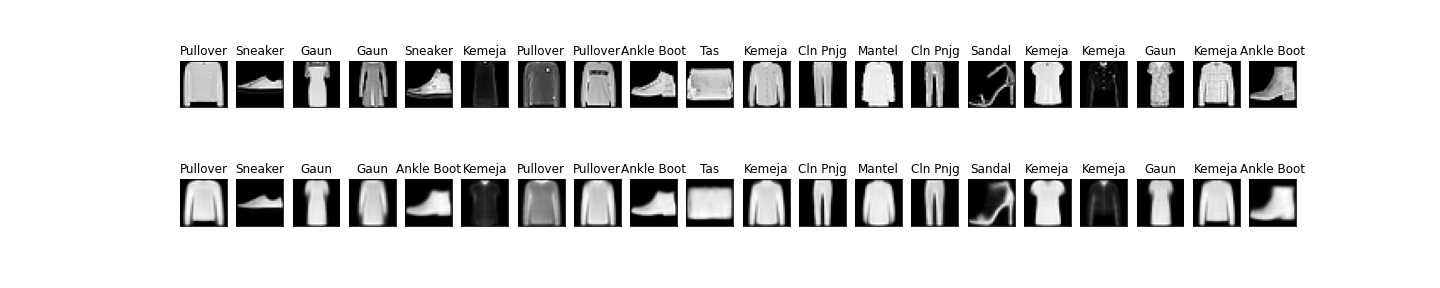 Pullover Sneaker Gaun Gaun Sneaker Kemeja Pullover Pullover Ankle Boot Tas Kemeja Cln Pnjg Mantel Cln Pnjg Sandal Kemeja Kemeja Gaun Kemeja Ankle Boot
Pullover Sneaker Gaun Gaun Ankle Boot Kemeja Pullover Pullover Ankle Boot Tas Kemeja Cln Pnjg Mantel Cln Pnjg Sandal Kemeja Kemeja Gaun Kemeja Ankle Boot